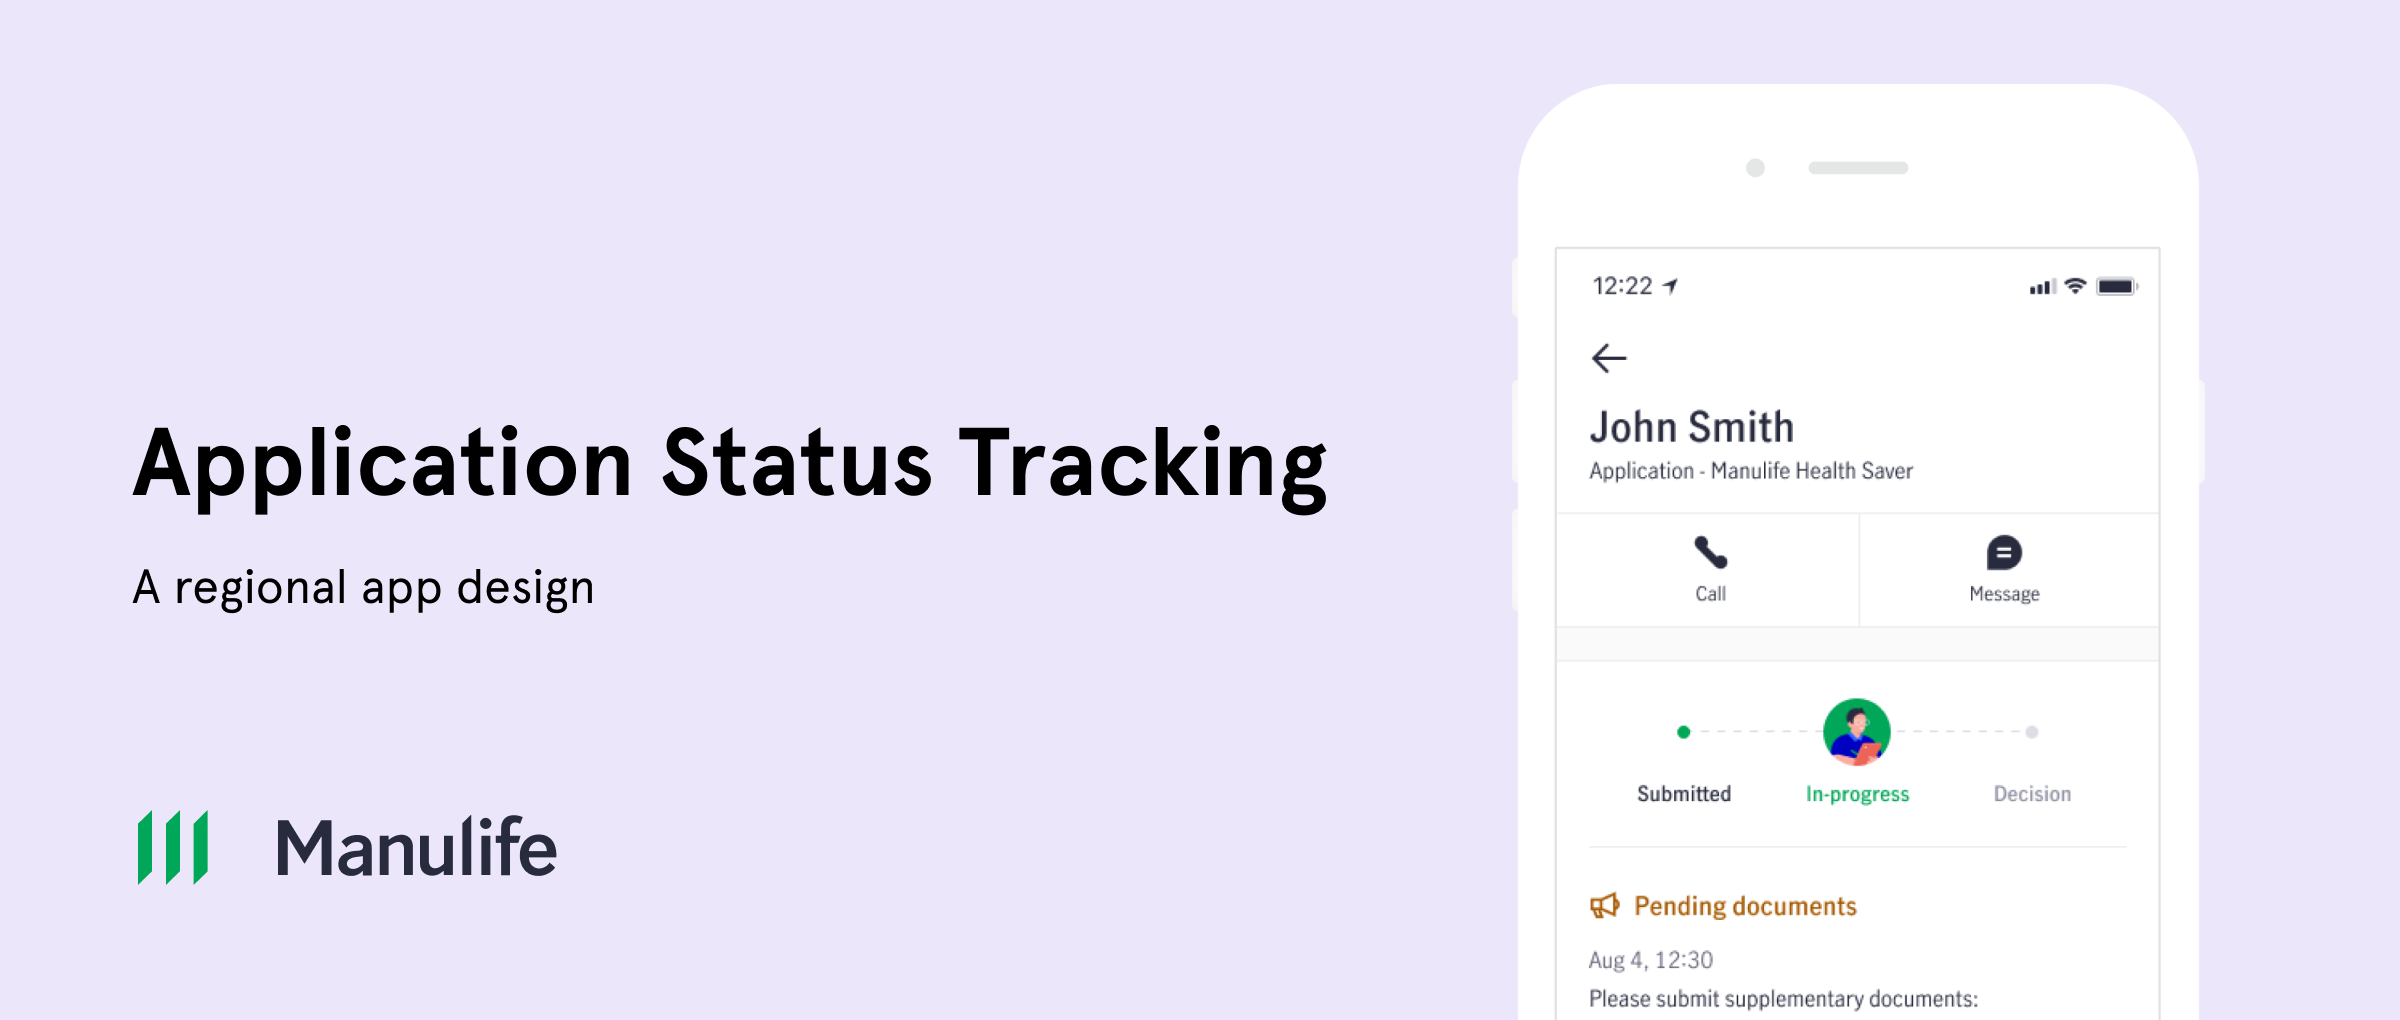 Application Status Tracking
A regional app design
Manulife
12:22
John Smith
Application - Manulife Health Saver
Call
Message
Submitted
In-progress
Decision
Pending documents
Aug 4, 12:30
Please submit supplementary documents: